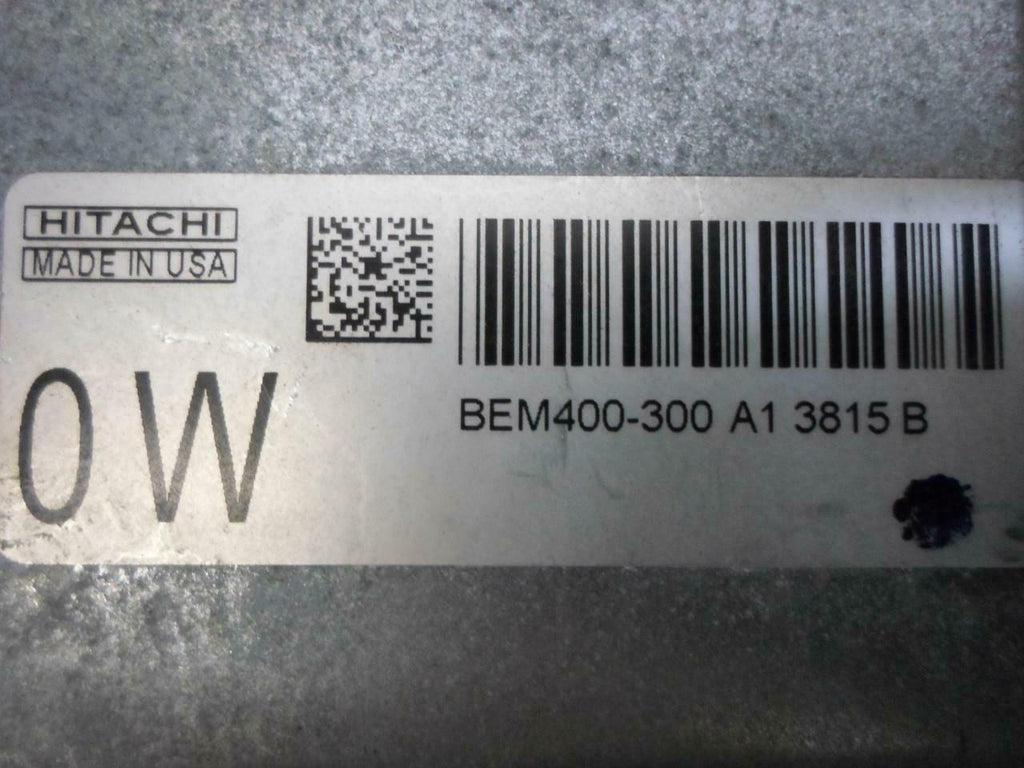 HITACHI
MADE IN USA
0W
BEM400-300 A1 3815 B